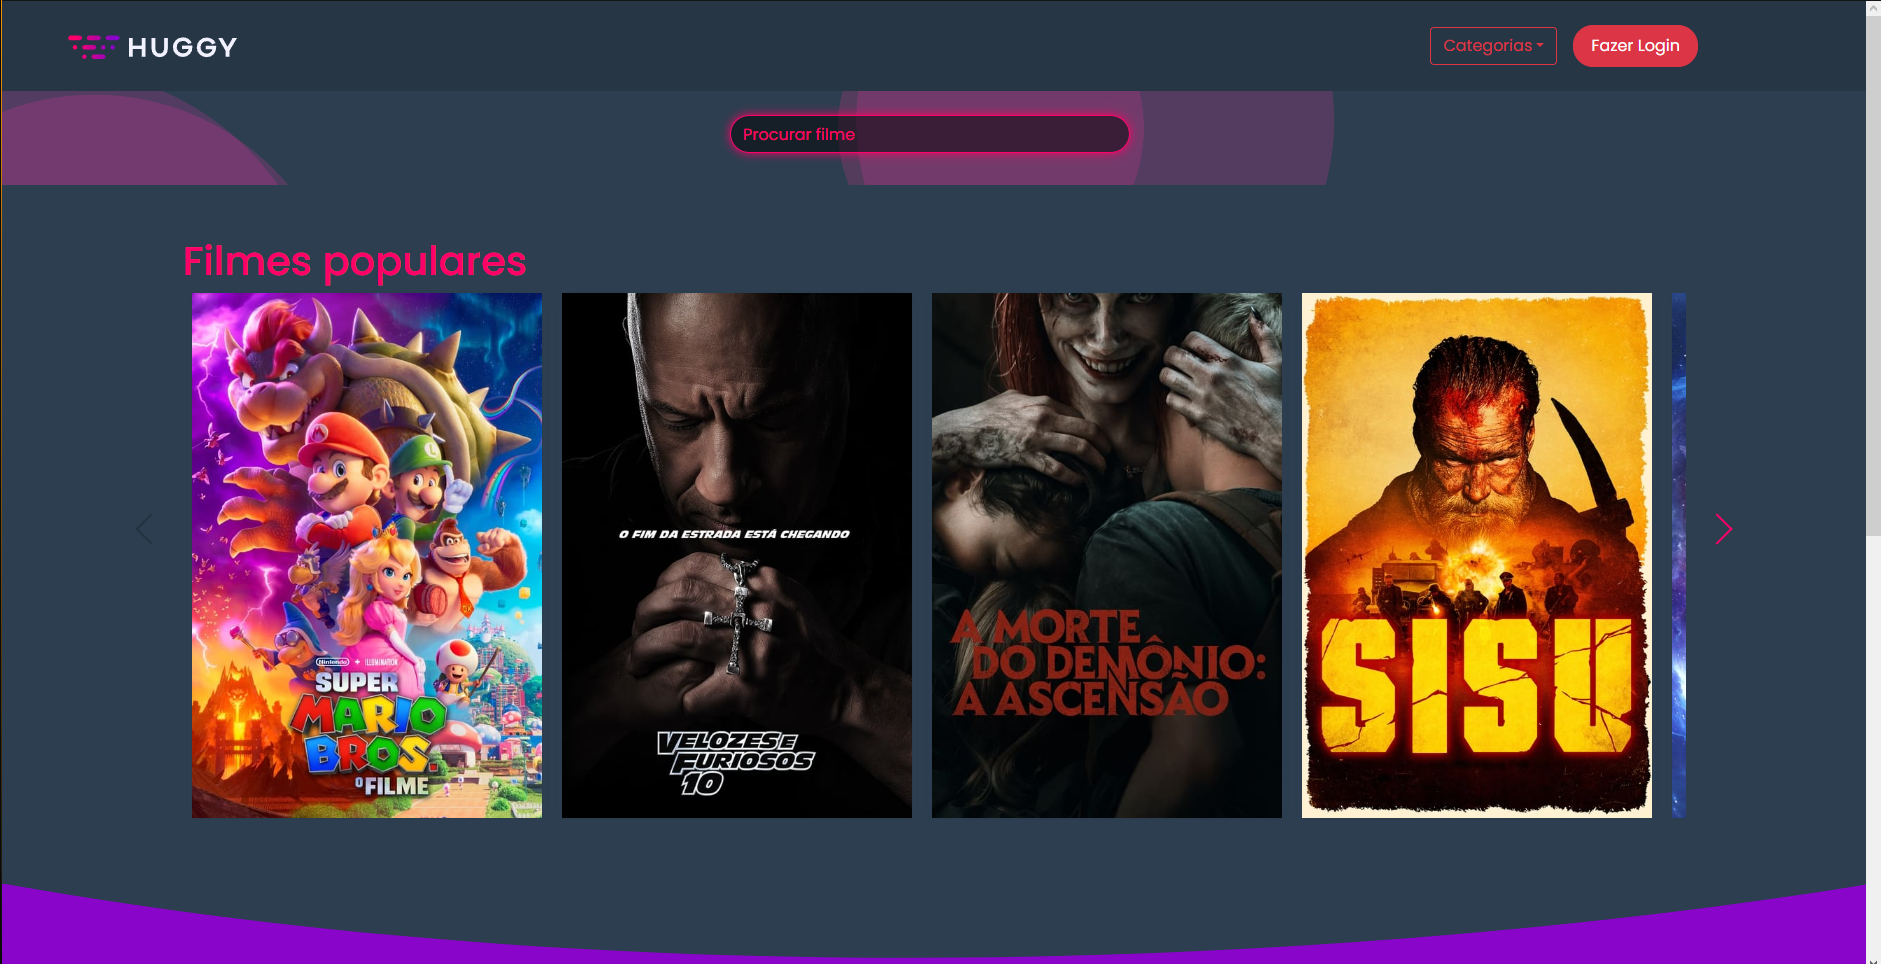 HUGGY
Categorias
Fazer Login
Procurar filme
Filmes populares
Nintendo + ILLUMINATION
SUPER
MARIO
BROS.
O FILME
O FIM DA ESTRADA ESTÁ CHEGANDO
VELOZES E
FURIOSOS
10
A MORTE
DO DEMÔNIO:
A ASCENSÃO
SISU